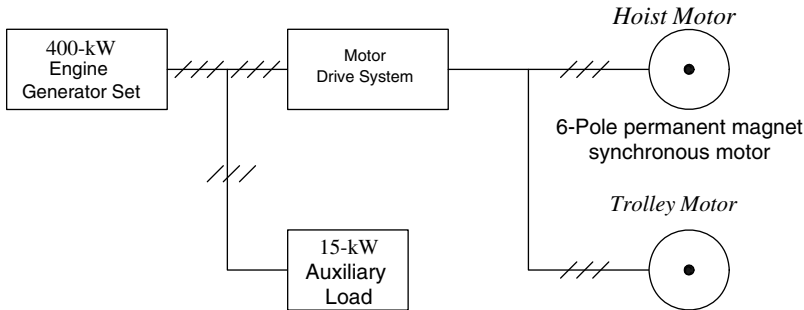 400-kW
Engine
Generator Set
Motor
Drive System
Hoist Motor
6-Pole permanent magnet
synchronous motor
Trolley Motor
15-kW
Auxiliary
Load